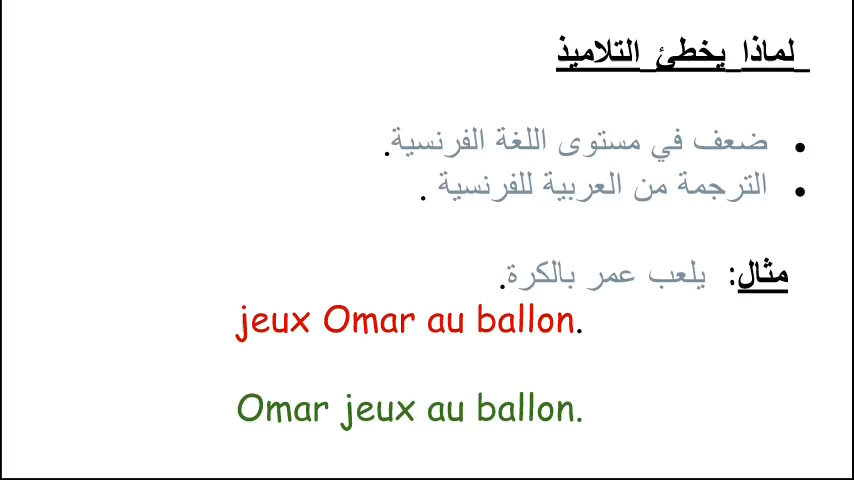 لماذا يخطئ التلاميذ
• ضعف في مستوى اللغة الفرنسية.
• الترجمة من العربية للفرنسية .
مثال: يلعب عمر بالكرة.
jeux Omar au ballon.
Omar jeux au ballon.